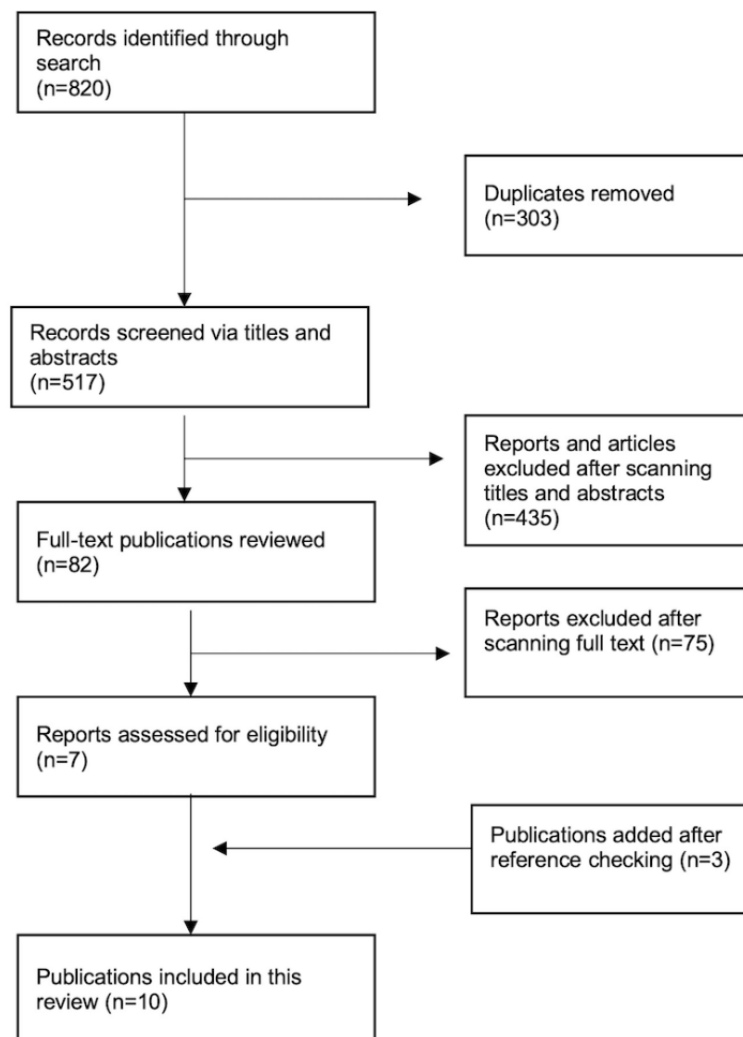 Records identified through
search
(n=820)
Duplicates removed
(n=303)
Records screened via titles and
abstracts
(n=517)
Reports and articles
excluded after scanning
titles and abstracts
(n=435)
Full-text publications reviewed
(n=82)
Reports excluded after
scanning full text (n=75)
Reports assessed for eligibility
(n=7)
Publications added after
reference checking (n=3)
Publications included in this
review (n=10)